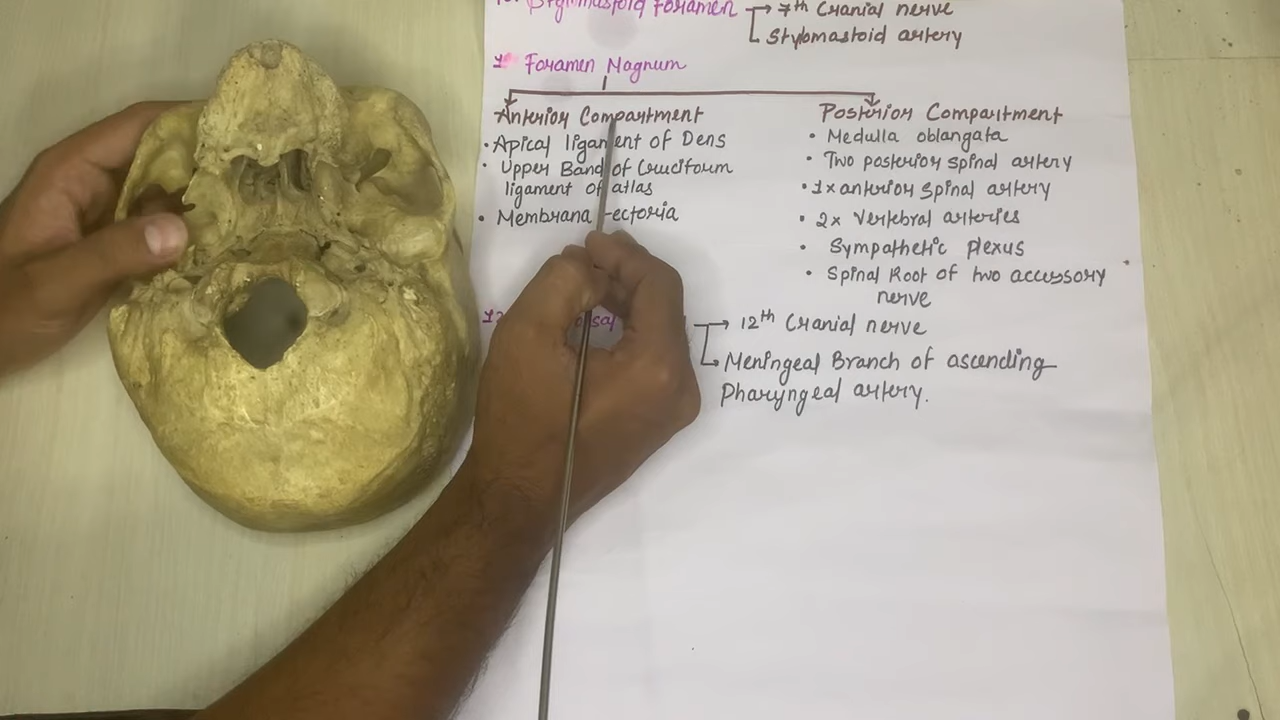 Foramen → 7th Cranial nerve
Stylomastoid artery
Foramen Magnum
Anterior Compartment
Posterior Compartment
• Apical ligament of Dens
• Medulla oblangata
• Upper Band of Cruciform
ligament of atlas
• Two posterior spinal artery
• 1x anterior spinal artery
• Membrana Tectoria
• 2x Vertebral arteries
• Sympathetic plexus
• Spinal Root of two accessory
nerve
→ 12th Cranial nerve
Meningeal Branch of ascending
Pharyngeal artery.